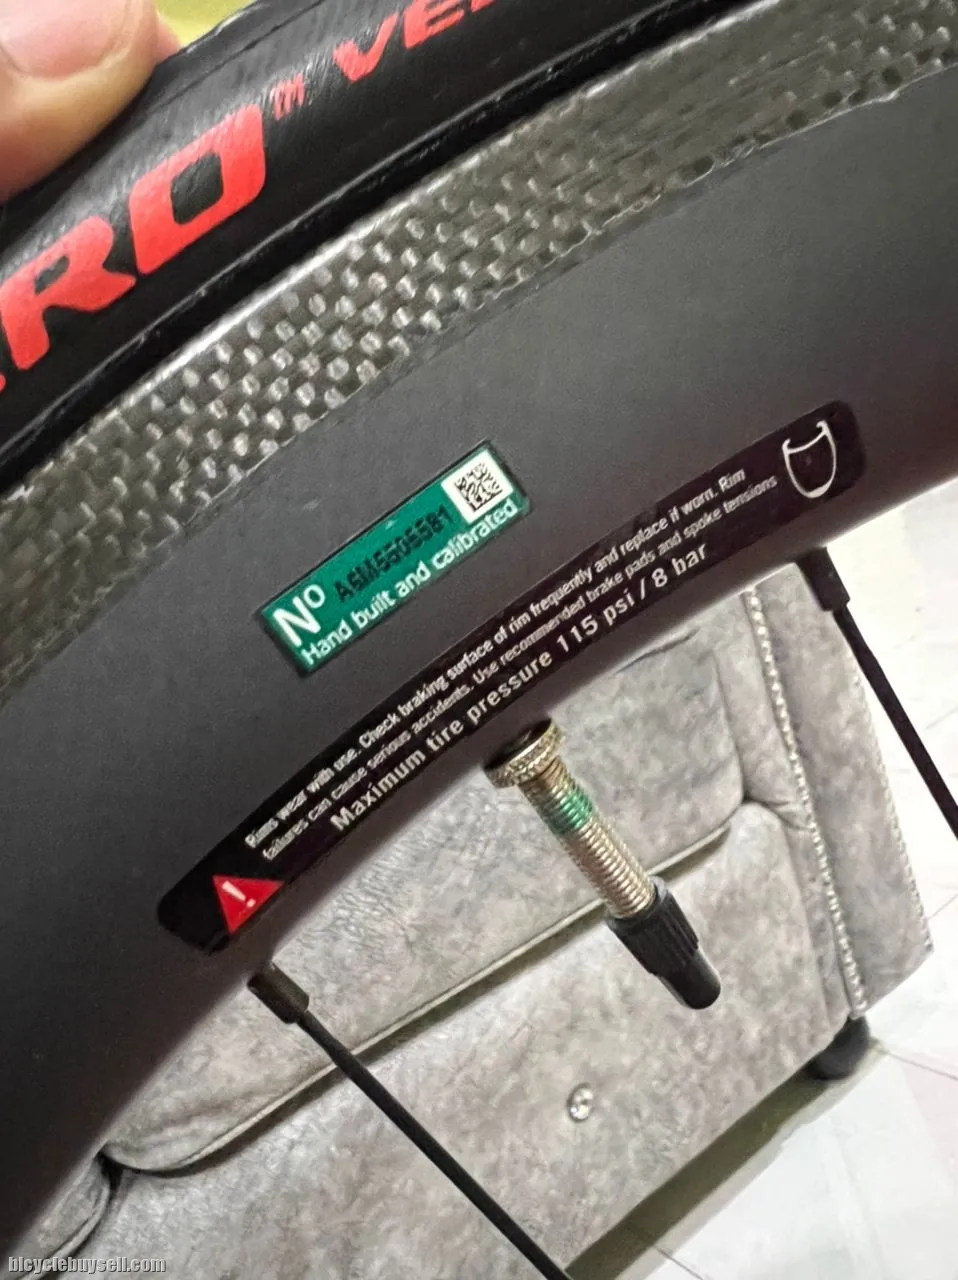 RO™ VE
Nº A5M5505581
Hand built and calibrated
Rims wear with use. Check braking surface of rim frequently and replace if worn. Rim
failures can cause serious accidents. Use recommended brake pads and spoke tensions
Maximum tire pressure 115 psi / 8 bar
bicyclebuysell.com